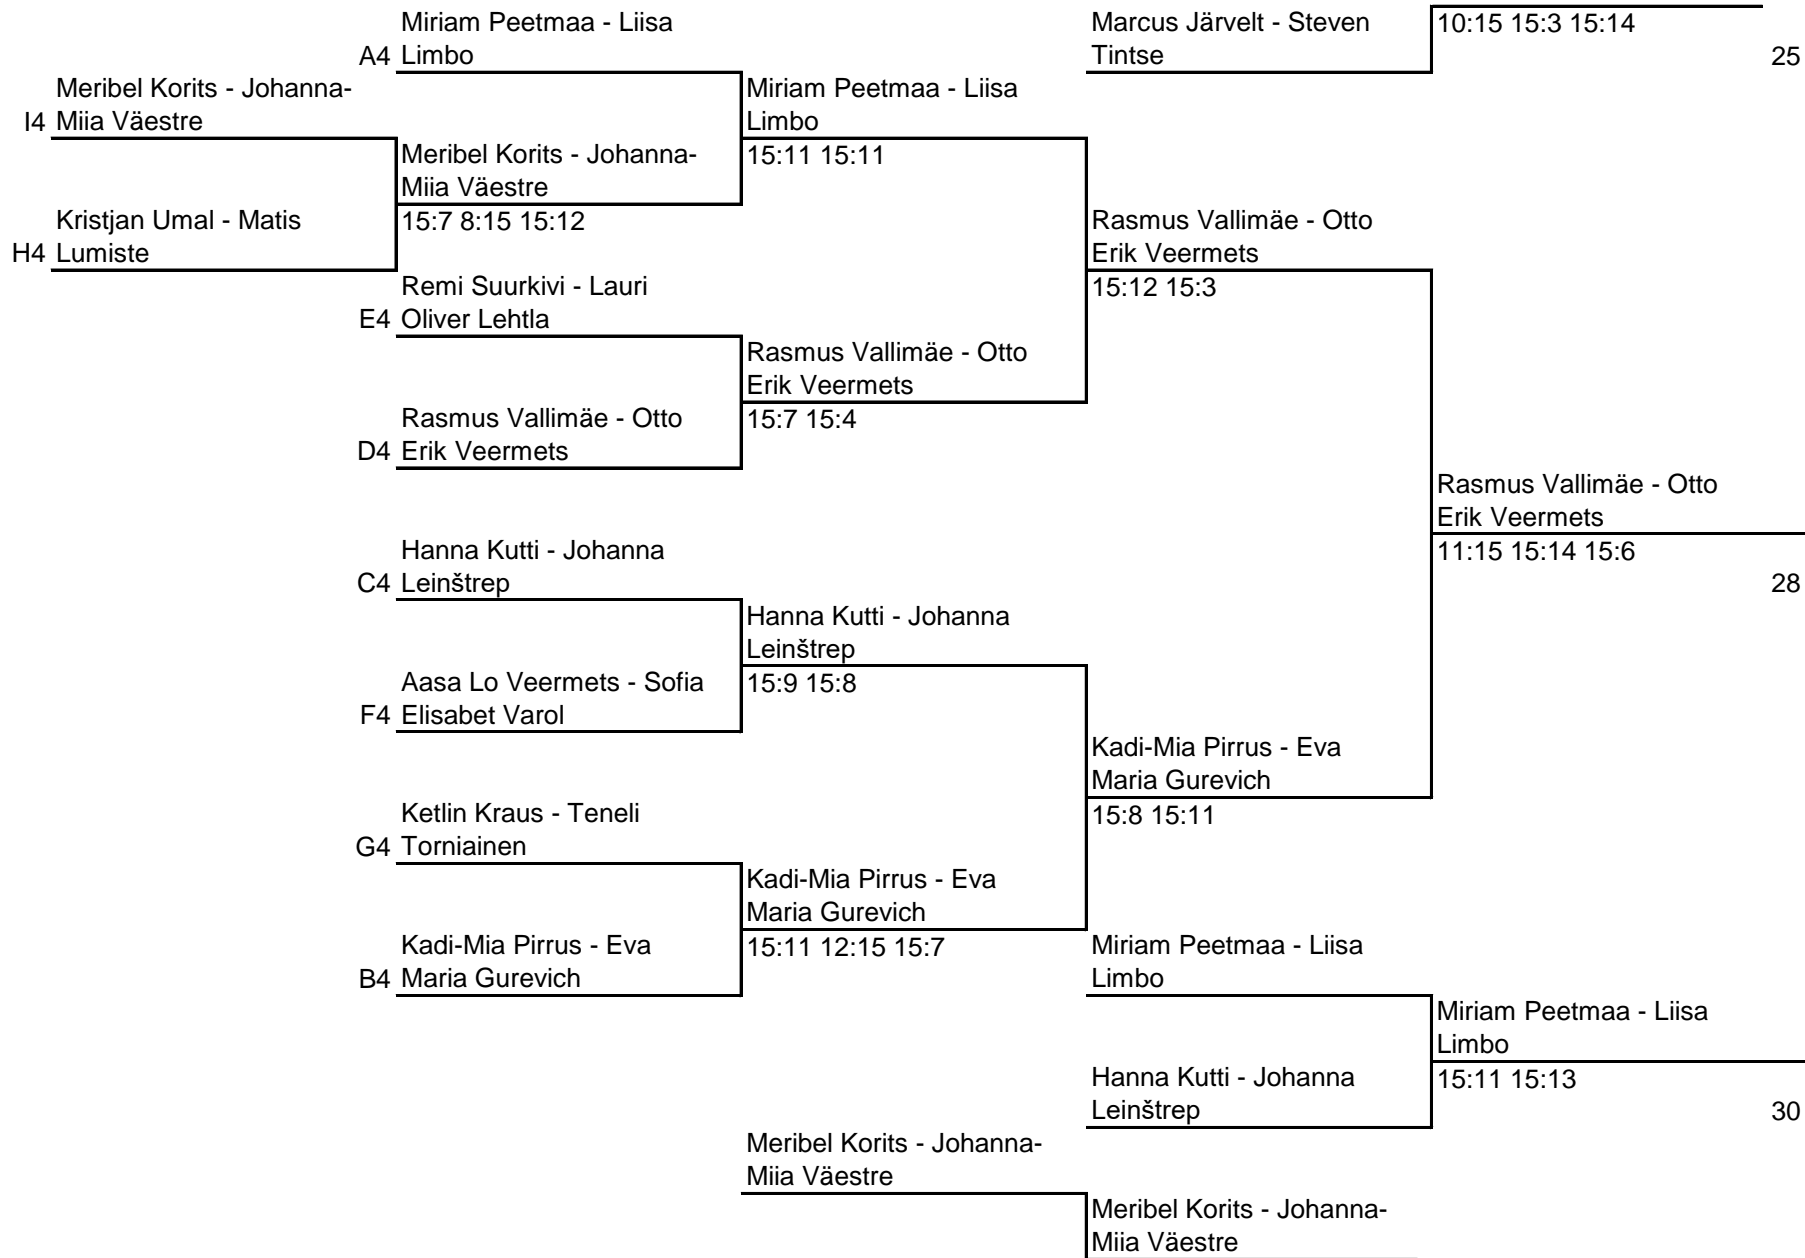 Miriam Peetmaa - Liisa
A4 Limbo
Marcus Järvelt - Steven
Tintse
10:15 15:3 15:14
25
Meribel Korits - Johanna-
I4 Miia Väestre
Miriam Peetmaa - Liisa
Limbo
15:11 15:11
Meribel Korits - Johanna-
Miia Väestre
15:7 8:15 15:12
Kristjan Umal - Matis
H4 Lumiste
Rasmus Vallimäe - Otto
Erik Veermets
15:12 15:3
Remi Suurkivi - Lauri
E4 Oliver Lehtla
Rasmus Vallimäe - Otto
Erik Veermets
15:7 15:4
Rasmus Vallimäe - Otto
D4 Erik Veermets
Rasmus Vallimäe - Otto
Erik Veermets
11:15 15:14 15:6
28
Hanna Kutti - Johanna
C4 Leinštrep
Hanna Kutti - Johanna
Leinštrep
15:9 15:8
Aasa Lo Veermets - Sofia
F4 Elisabet Varol
Kadi-Mia Pirrus - Eva
Maria Gurevich
15:8 15:11
Ketlin Kraus - Teneli
G4 Torniainen
Kadi-Mia Pirrus - Eva
Maria Gurevich
15:11 12:15 15:7
Kadi-Mia Pirrus - Eva
B4 Maria Gurevich
Miriam Peetmaa - Liisa
Limbo
Miriam Peetmaa - Liisa
Limbo
15:11 15:13
30
Hanna Kutti - Johanna
Leinštrep
Meribel Korits - Johanna-
Miia Väestre
Meribel Korits - Johanna-
Miia Väestre